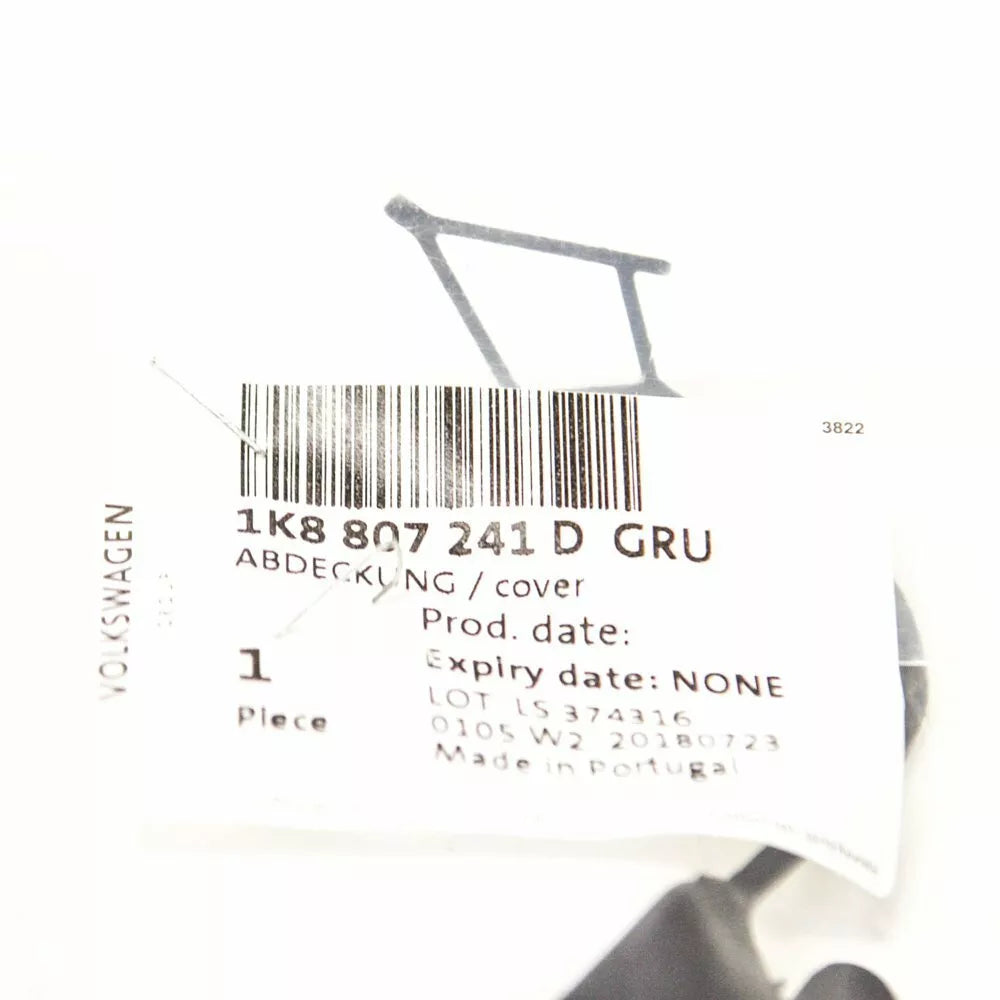 3822
1K8 807 241 D GRU
ABDECKUNG / cover
Prod. date:
1
Expiry date: NONE
Piece
LOT LS 374316
0105 W2 20180723
Made in Portugal
VOLKSWAGEN